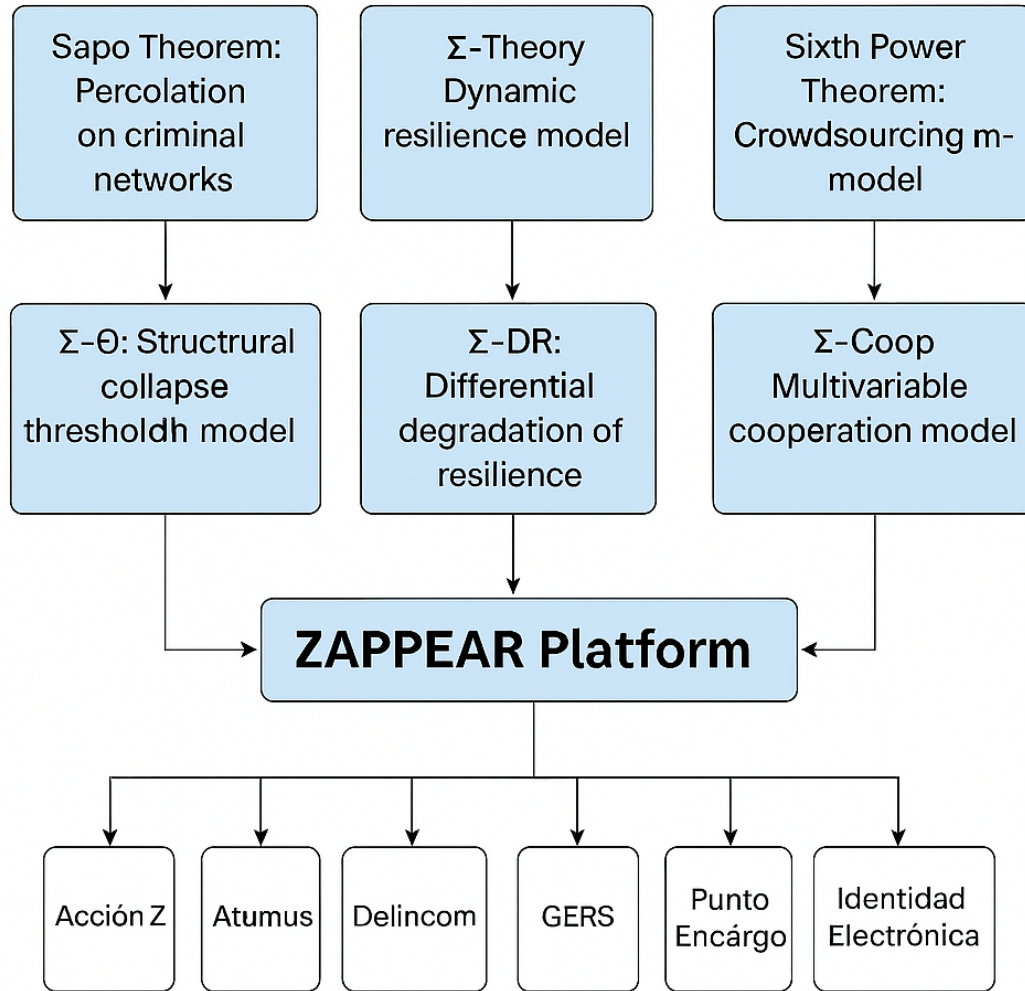 Sapo Theorem:
Percolation
on criminal
networks
Σ-Theory
Dynamic
resilience model
Sixth Power
Theorem:
Crowdsourcing m-
model
Σ-Θ: Structrural
collapse
thresholdh model
Σ-DR:
Differential
degradation of
resilience
Σ-Coop
Multivariable
cooperation model
ZAPPEAR Platform
Acción Z
Atumus
Delincom
GERS
Punto
Encárgo
Identidad
Electrónica